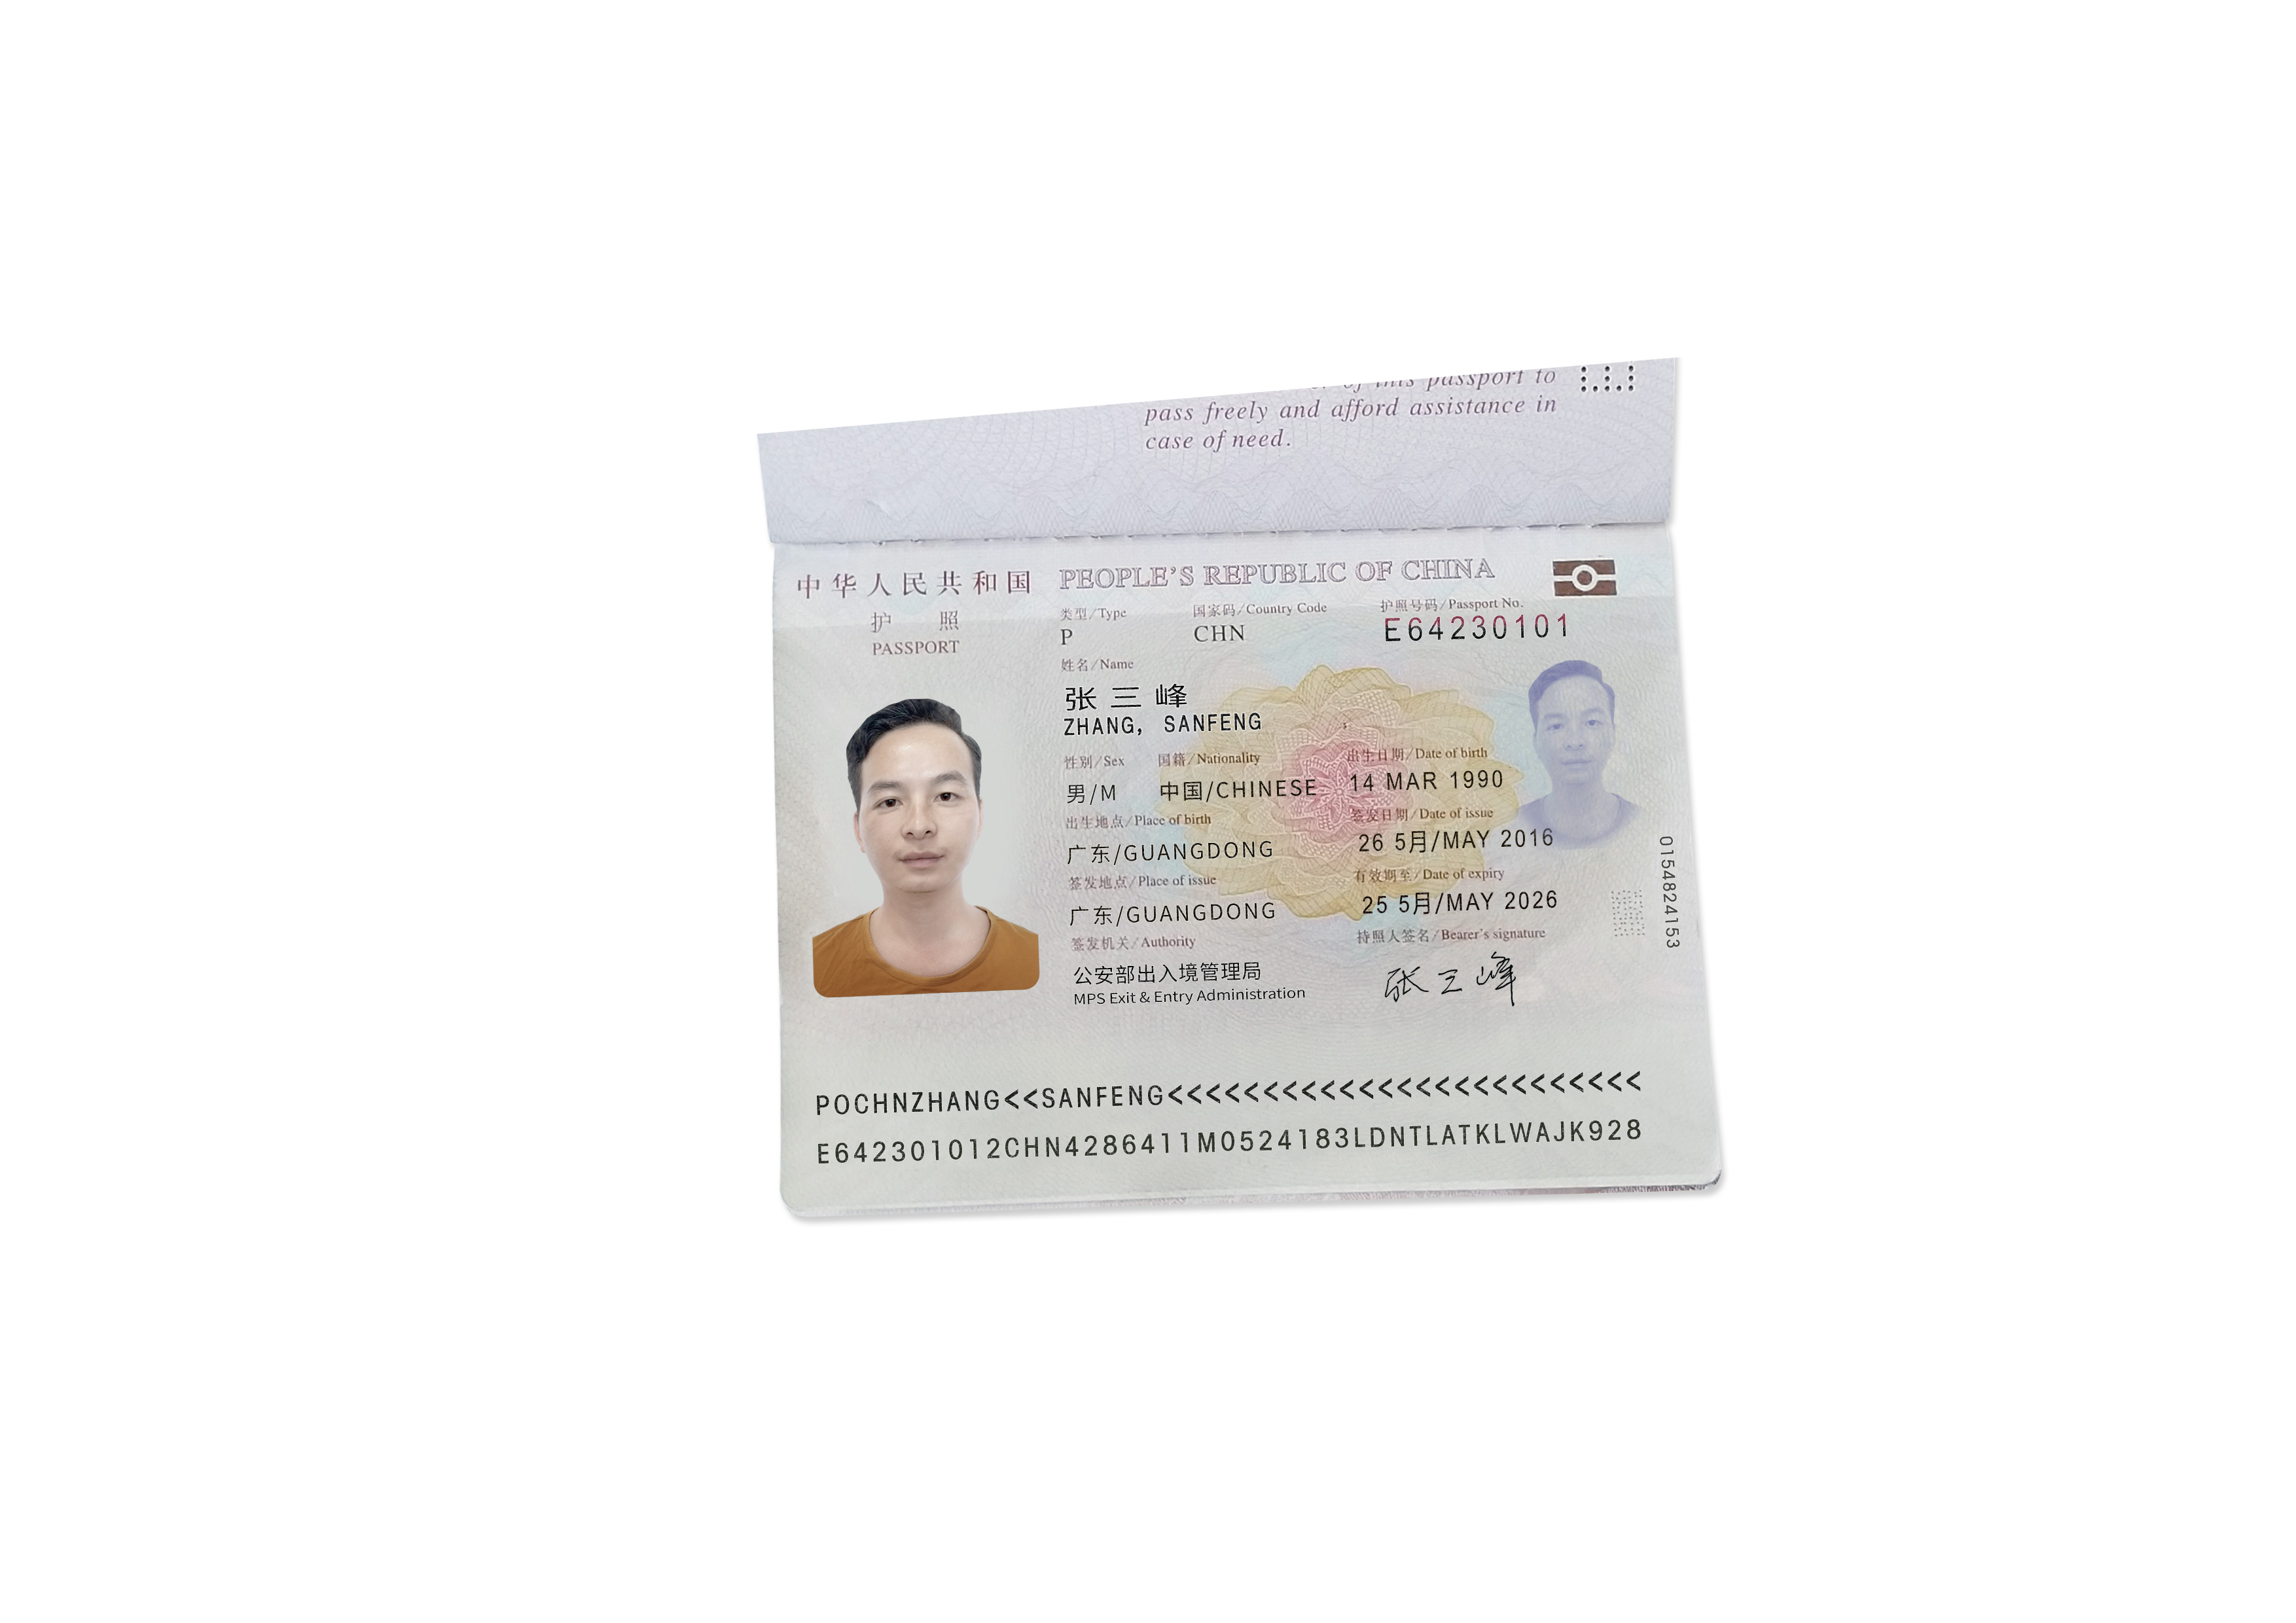 of this passport to
pass freely and afford assistance in
case of need.
中华人民共和国 PEOPLE'S REPUBLIC OF CHINA
护 照
PASSPORT
类型/Type 国家码/Country Code 护照号码/Passport No.
P CHN E64230101
姓名/Name
张三峰
ZHANG, SANFENG
性别/Sex 国籍/Nationality 出生日期/Date of birth
男/M 中国/CHINESE 14 MAR 1990
出生地点/Place of birth 签发日期/Date of issue
广东/GUANGDONG 26 5月/MAY 2016
签发地点/Place of issue 有效期至/Date of expiry
广东/GUANGDONG 25 5月/MAY 2026
签发机关/Authority 持照人签名/Bearer's signature
公安部出入境管理局 张三峰
MPS Exit & Entry Administration
0154824153
POCHNZHANG<<SANFENG<<<<<<<<<<<<<<<<<<<<<<<<<
E642301012CHN4286411M0524183LDNTLATKLWAJK928